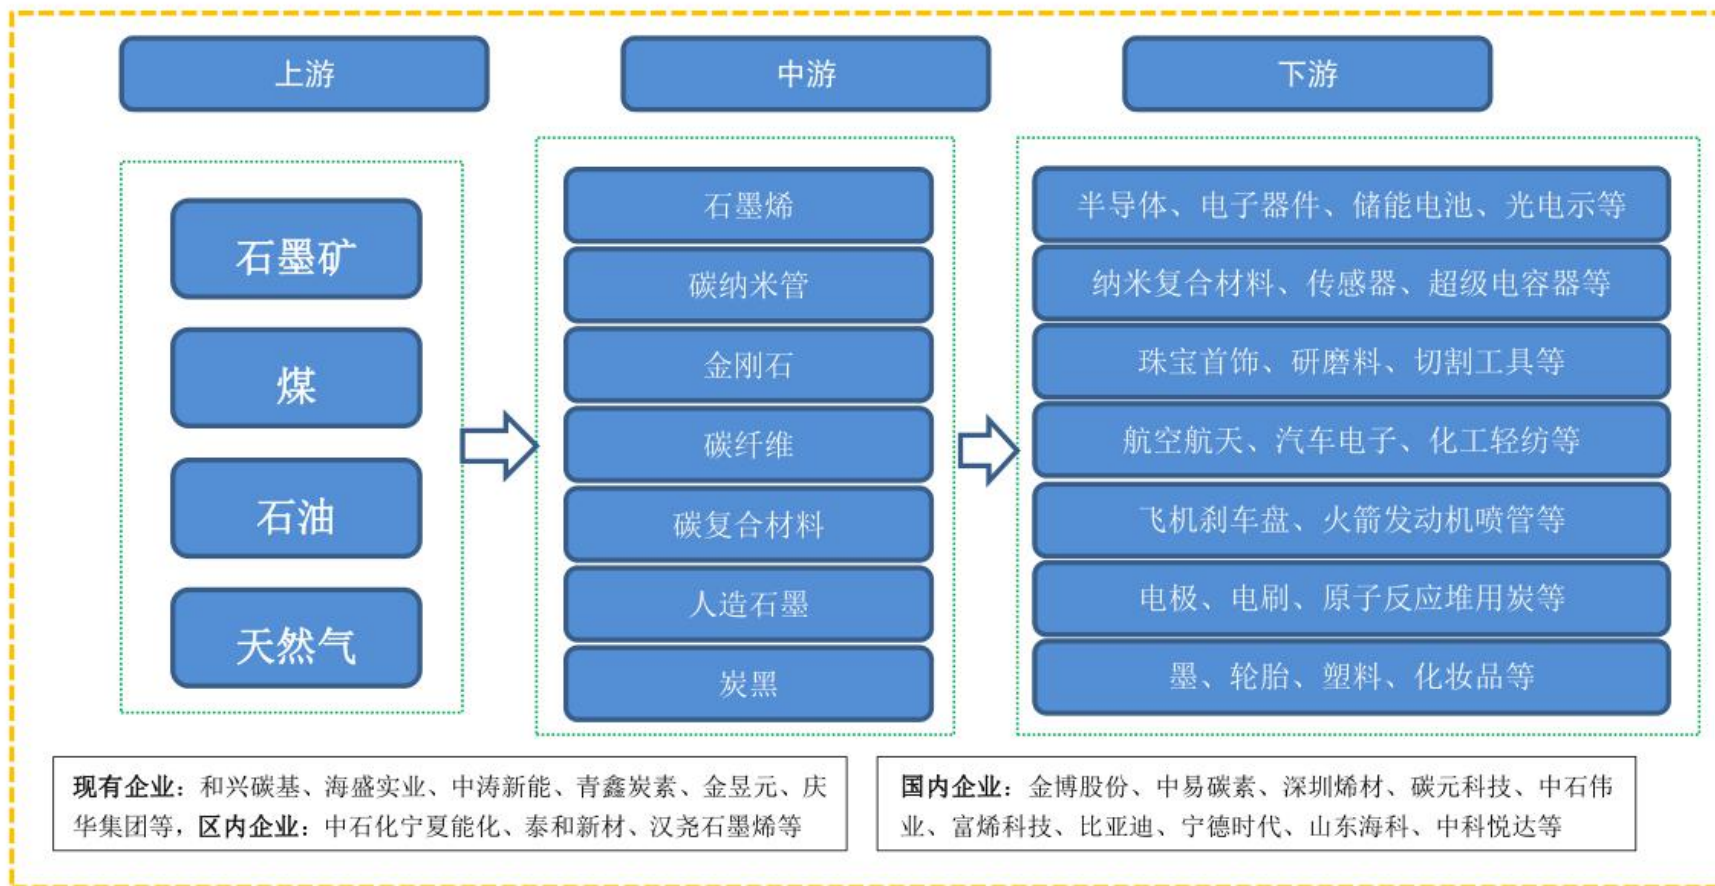 上游
中游
下游
石墨矿
煤
石油
天然气
石墨烯
碳纳米管
金刚石
碳纤维
碳复合材料
人造石墨
炭黑
半导体、电子器件、储能电池、光电示等
纳米复合材料、传感器、超级电容器等
珠宝首饰、研磨料、切割工具等
航空航天、汽车电子、化工轻纺等
飞机刹车盘、火箭发动机喷管等
电极、电刷、原子反应堆用炭等
墨、轮胎、塑料、化妆品等
现有企业：和兴碳基、海盛实业、中涛新能、青鑫炭素、金昱元、庆
华集团等，区内企业：中石化宁夏能化、泰和新材、汉尧石墨烯等
国内企业：金博股份、中易碳素、深圳烯材、碳元科技、中石伟
业、富烯科技、比亚迪、宁德时代、山东海科、中科悦达等